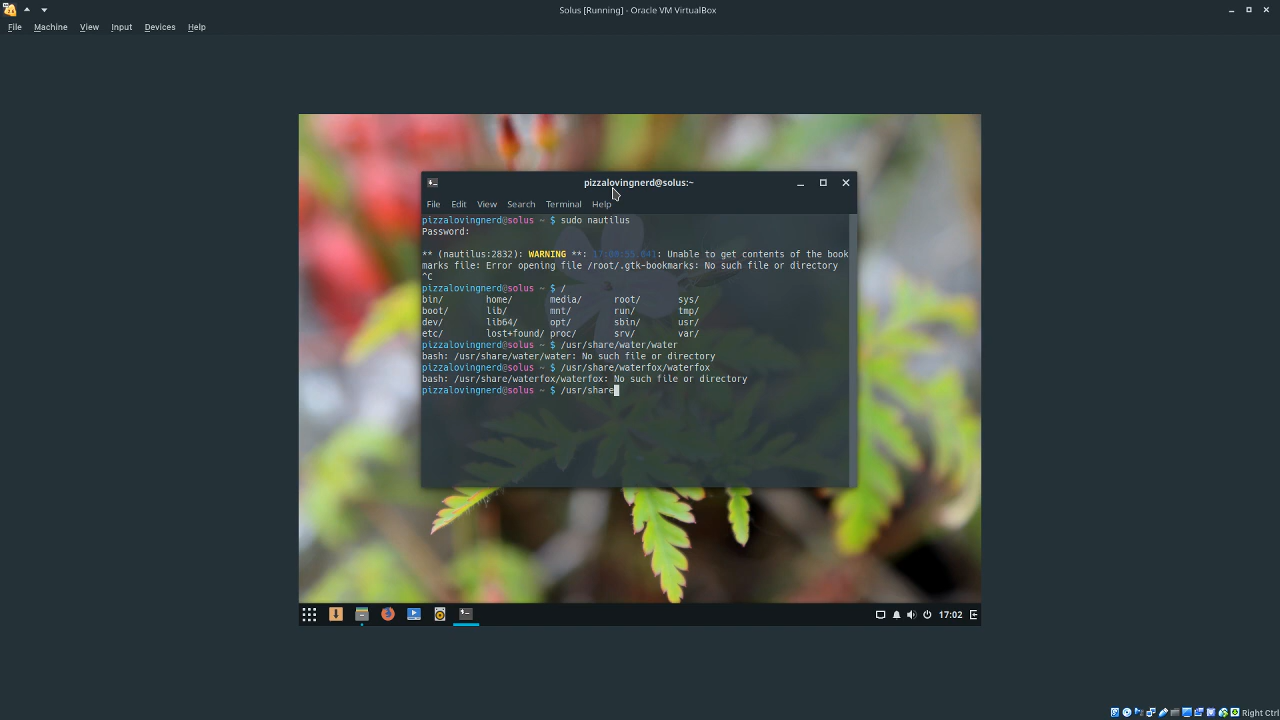 Solus [Running] - Oracle VM VirtualBox
File Machine View Input Devices Help
pizzalovingnerd@solus:~
File Edit View Search Terminal Help
pizzalovingnerd@solus ~ $ sudo nautilus
Password:
** (nautilus:2832): WARNING **: : Unable to get contents of the book
marks file: Error opening file /root/.gtk-bookmarks: No such file or directory
^C
pizzalovingnerd@solus ~ $ /
bin/ home/ media/ root/ sys/
boot/ lib/ mnt/ run/ tmp/
dev/ lib64/ opt/ sbin/ usr/
etc/ lost+found/ proc/ srv/ var/
pizzalovingnerd@solus ~ $ /usr/share/water/water
bash: /usr/share/water/water: No such file or directory
pizzalovingnerd@solus ~ $ /usr/share/waterfox/waterfox
bash: /usr/share/waterfox/waterfox: No such file or directory
pizzalovingnerd@solus ~ $ /usr/share
17:02
Right Ctrl